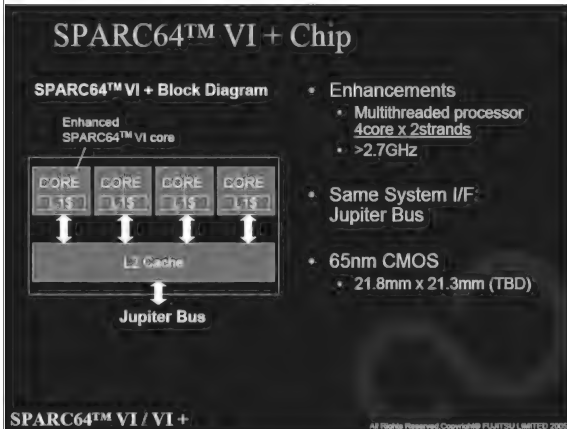 SPARC64™ VI + Chip
SPARC64™ VI + Block Diagram
Enhanced
SPARC64™ VI core
CORE CORE CORE CORE
L1$ L1$ L1$ L1$
L2 Cache
Jupiter Bus
• Enhancements
• Multithreaded processor
4core x 2strands
• >2.7GHz
• Same System I/F
Jupiter Bus
• 65nm CMOS
• 21.8mm x 21.3mm (TBD)
SPARC64™ VI / VI +
All Rights Reserved,Copyright© FUJITSU LIMITED 2005